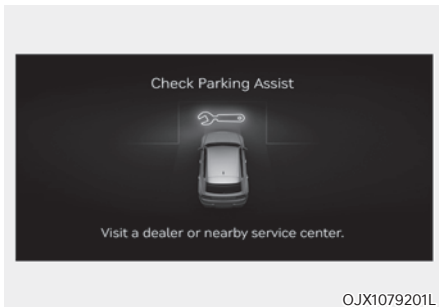 Check Parking Assist
Visit a dealer or nearby service center.
OJX1079201L